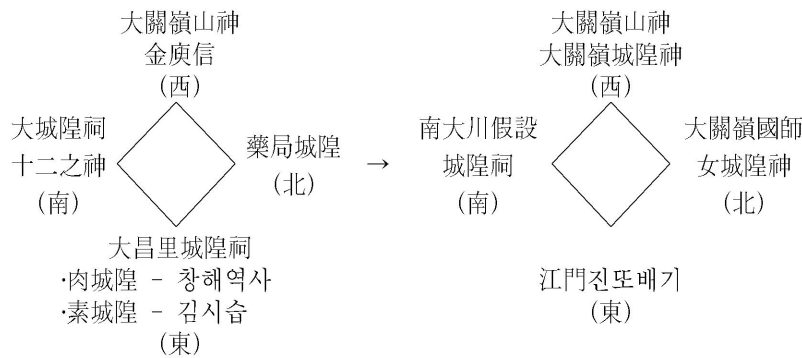 大關嶺山神
金庾信
(西)
大城隍祠
十二之神
(南)
藥局城隍
(北)
大昌里城隍祠
·肉城隍 - 창해역사
·素城隍 - 김시습
(東)
→
大關嶺山神
大關嶺城隍神
(西)
南大川假設
城隍祠
(南)
大關嶺國師
女城隍神
(北)
江門진또배기
(東)